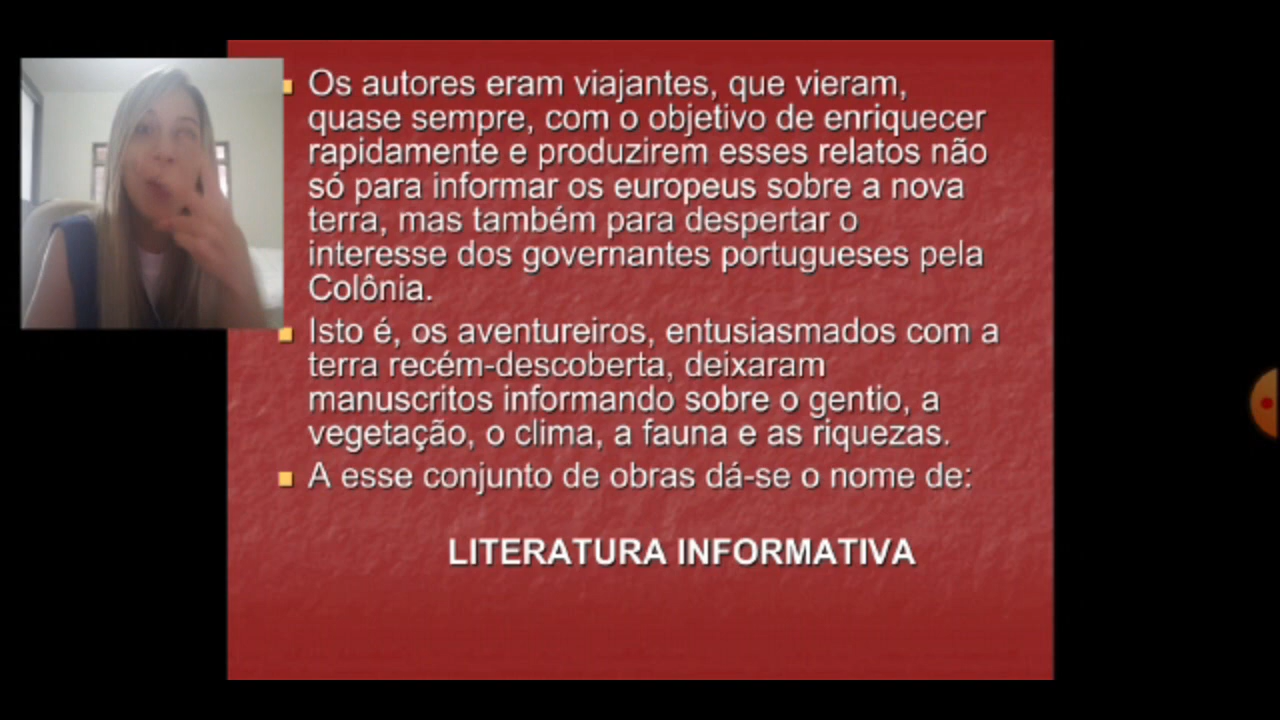 Os autores eram viajantes, que vieram,
quase sempre, com o objetivo de enriquecer
rapidamente e produzirem esses relatos não
só para informar os europeus sobre a nova
terra, mas também para despertar o
interesse dos governantes portugueses pela
Colônia.
Isto é, os aventureiros, entusiasmados com a
terra recém-descoberta, deixaram
manuscritos informando sobre o gentio, a
vegetação, o clima, a fauna e as riquezas.
A esse conjunto de obras dá-se o nome de:
LITERATURA INFORMATIVA